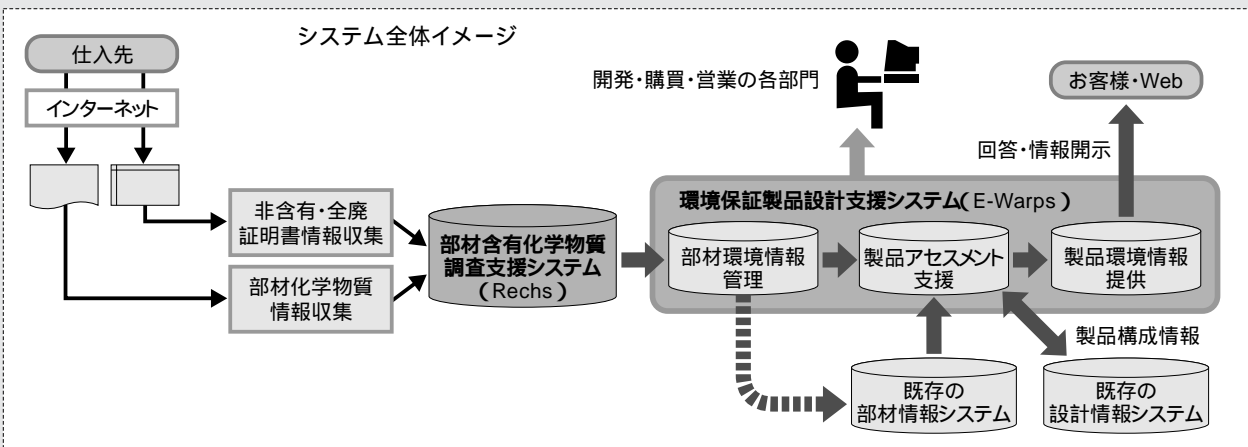 システム全体イメージ
仕入先
インターネット
非含有・全廃
証明書情報収集
部材化学物質
情報収集
部材含有化学物質
調査支援システム
（Rechs）
開発・購買・営業の各部門
お客様・Web
回答・情報開示
環境保証製品設計支援システム（E-Warps）
部材環境情報
管理
製品アセスメント
支援
製品環境情報
提供
製品構成情報
既存の
部材情報システム
既存の
設計情報システム